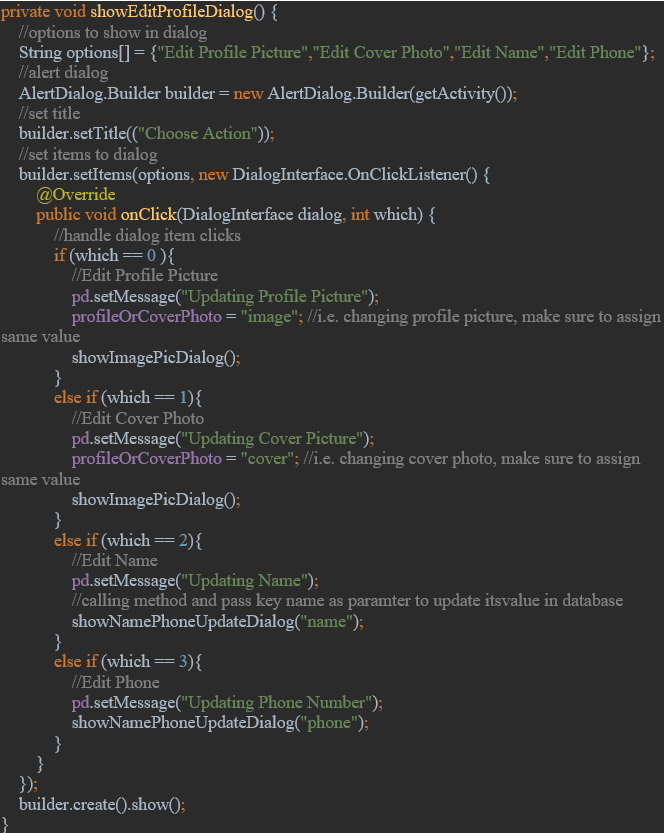 private void showEditProfileDialog() {
//options to show in dialog
String options[] = {"Edit Profile Picture","Edit Cover Photo","Edit Name","Edit Phone"};
//alert dialog
AlertDialog.Builder builder = new AlertDialog.Builder(getActivity());
//set title
builder.setTitle(("Choose Action"));
//set items to dialog
builder.setItems(options, new DialogInterface.OnClickListener() {
@Override
public void onClick(DialogInterface dialog, int which) {
//handle dialog item clicks
if (which == 0 ){
//Edit Profile Picture
pd.setMessage("Updating Profile Picture");
profileOrCoverPhoto = "image"; //i.e. changing profile picture, make sure to assign
same value
showImagePicDialog();
}
else if (which == 1){
//Edit Cover Photo
pd.setMessage("Updating Cover Picture");
profileOrCoverPhoto = "cover"; //i.e. changing cover photo, make sure to assign
same value
showImagePicDialog();
}
else if (which == 2){
//Edit Name
pd.setMessage("Updating Name");
//calling method and pass key name as paramter to update itsvalue in database
showNamePhoneUpdateDialog("name");
}
else if (which == 3){
//Edit Phone
pd.setMessage("Updating Phone Number");
showNamePhoneUpdateDialog("phone");
}
}
});
builder.create().show();
}